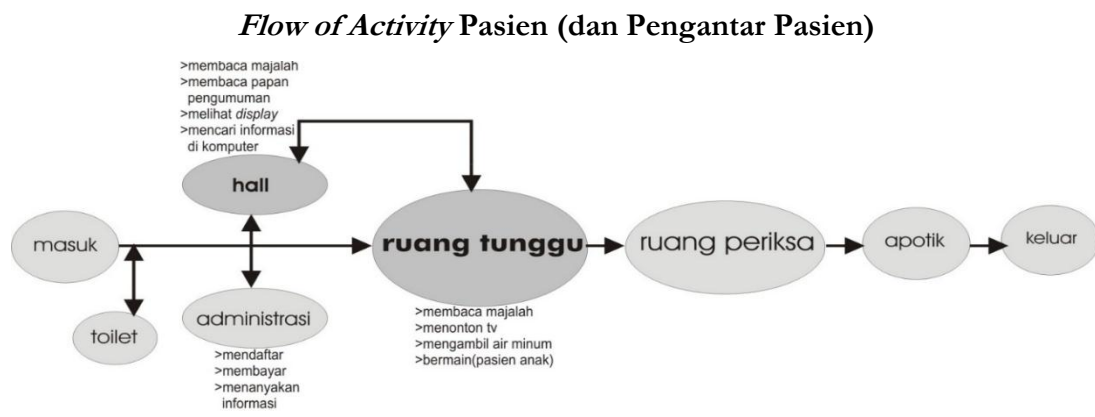 Flow of Activity Pasien (dan Pengantar Pasien)
>membaca majalah
>membaca papan
pengumuman
>melihat display
>mencari informasi
di komputer
hall
masuk
ruang tunggu
ruang periksa
apotik
keluar
toilet
administrasi
>mendaftar
>membayar
>menanyakan
informasi
>membaca majalah
>menonton tv
>mengambil air minum
>bermain(pasien anak)